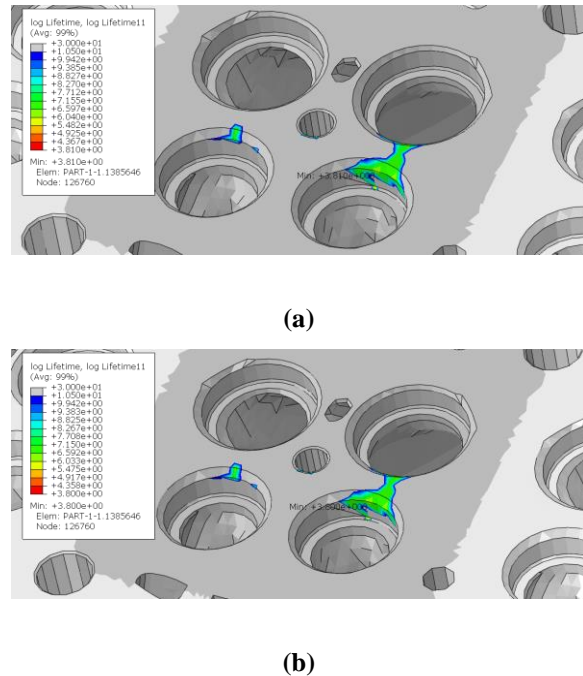 log Lifetime, log Lifetime11
(Avg: 99%)
+3.000e+01
+1.050e+01
+9.942e+00
+9.385e+00
+8.827e+00
+8.270e+00
+7.712e+00
+7.155e+00
+6.597e+00
+6.040e+00
+5.482e+00
+4.925e+00
+4.367e+00
+3.810e+00
Min: +3.810e+00
Elem: PART-1-1.1385646
Node: 126760
Min: +3.810e+00
(a)
log Lifetime, log Lifetime11
(Avg: 99%)
+3.000e+01
+1.050e+01
+9.942e+00
+9.383e+00
+8.825e+00
+8.267e+00
+7.708e+00
+7.150e+00
+6.592e+00
+6.033e+00
+5.475e+00
+4.917e+00
+4.358e+00
+3.800e+00
Min: +3.800e+00
Elem: PART-1-1.1385646
Node: 126760
Min: +3.800e+00
(b)